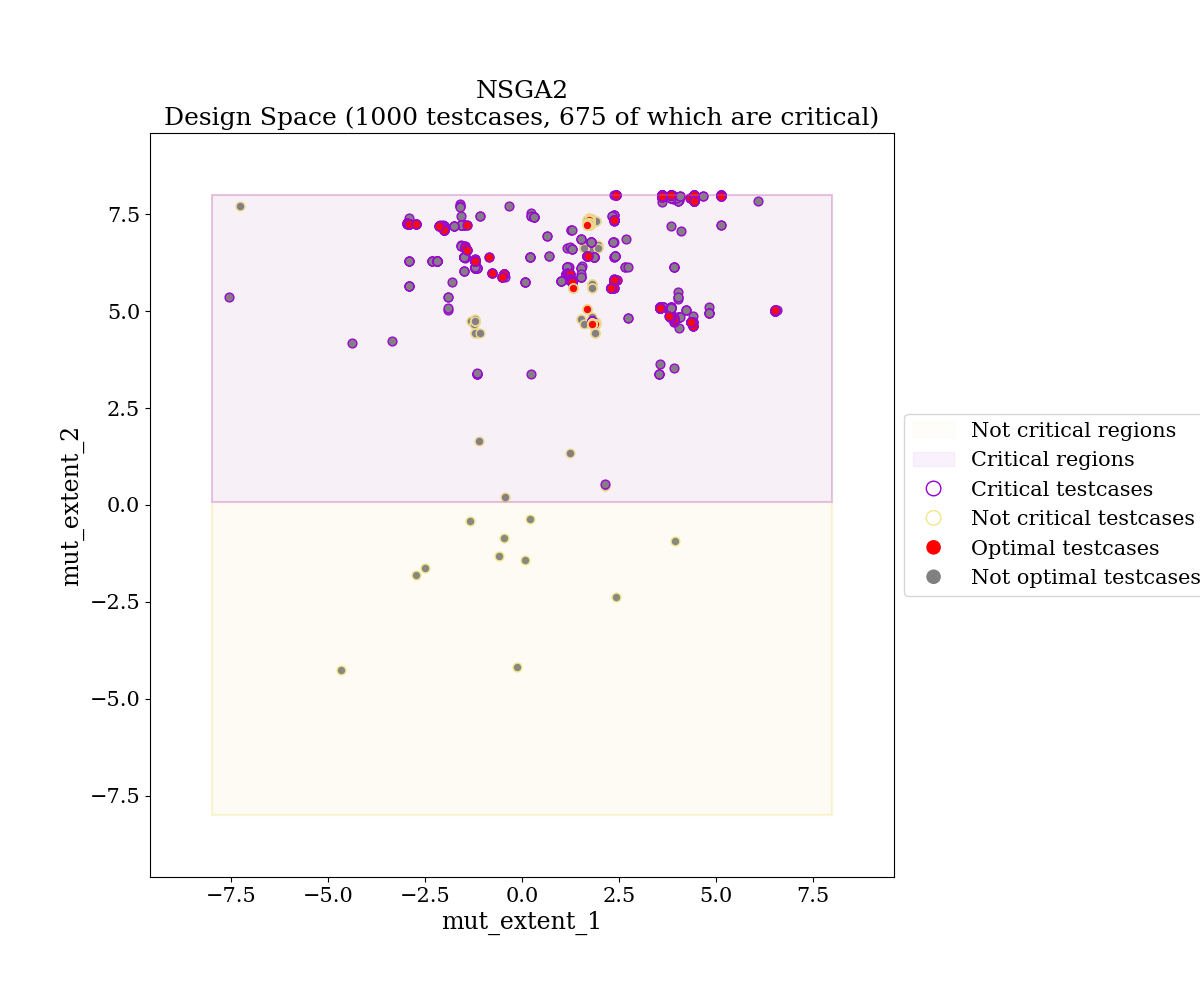 NSGA2
Design Space (1000 testcases, 675 of which are critical)
7.5
5.0
2.5
0.0
−2.5
−5.0
−7.5
mut_extent_2
−7.5
−5.0
−2.5
0.0
2.5
5.0
7.5
mut_extent_1
Not critical regions
Critical regions
Critical testcases
Not critical testcases
Optimal testcases
Not optimal testcases